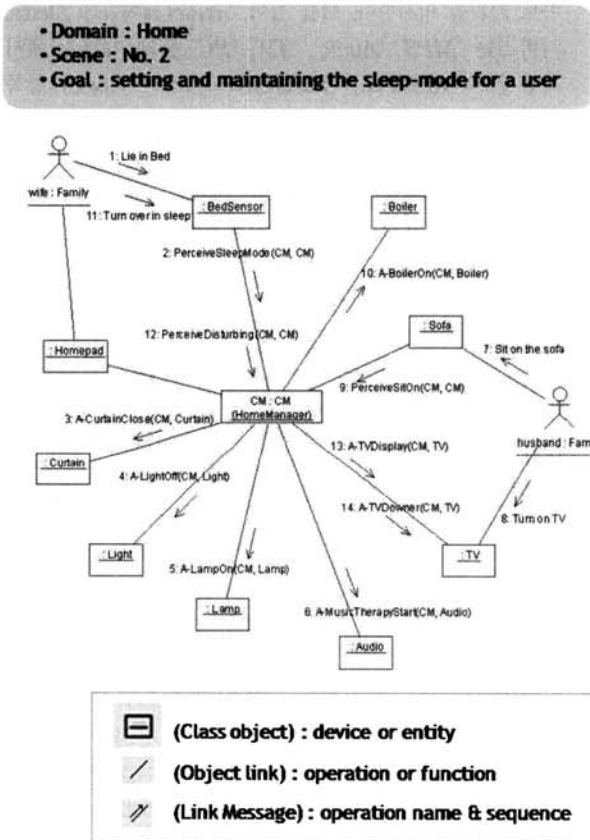 • Domain : Home
• Scene : No. 2
• Goal : setting and maintaining the sleep-mode for a user
1: Lie in Bed
wife : Family
11: Turn over in sleep
: BedSensor
: Boiler
2: PerceiveSleepMode(CM, CM)
10: A-BoilerOn(CM, Boiler)
: Sofa
12: PerceiveDisturbing(CM, CM)
7: Sit on the sofa
: Homepad
9: PerceiveSitOn(CM, CM)
CM : CM
(HomeManager)
3: A-CurtainClose(CM, Curtain)
13: A-TVDisplay(CM, TV)
husband : Fam
: Curtain
4: A-LightOff(CM, Light)
14: A-TVDowner(CM, TV)
8: Turn on TV
: Light
5: A-LampOn(CM, Lamp)
: TV
: Lamp
6: A-MusicTherapyStart(CM, Audio)
: Audio
(Class object) : device or entity
(Object link) : operation or function
(Link Message) : operation name & sequence